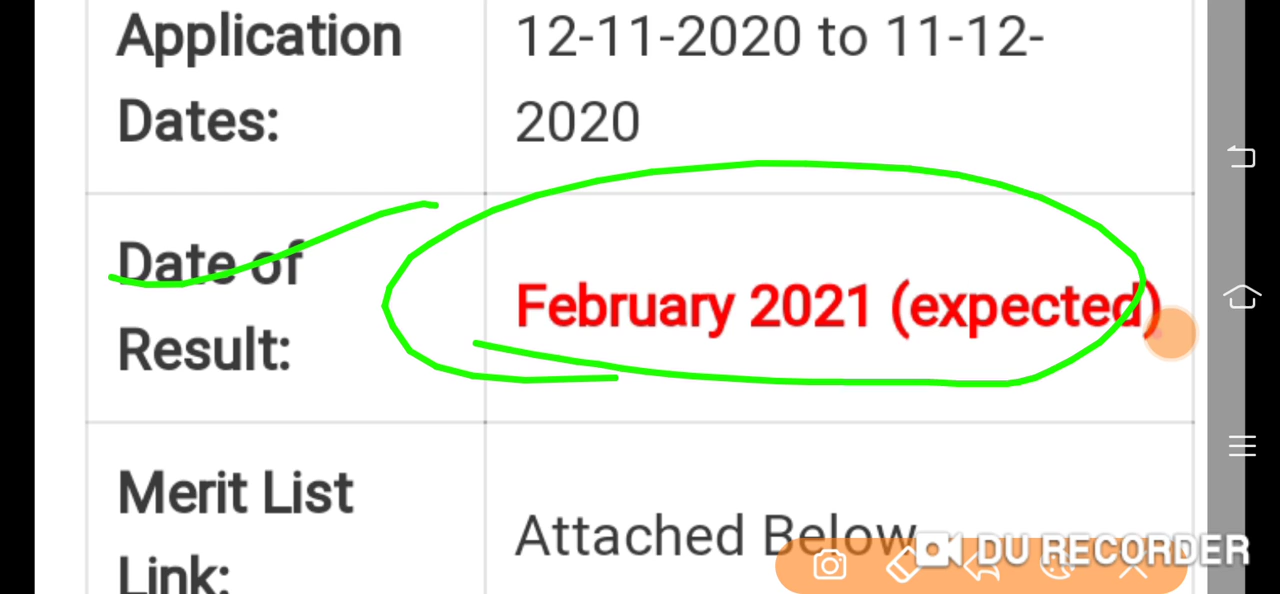 Application
Dates:
12-11-2020 to 11-12-
2020
Date of
Result:
February 2021 (expected)
Merit List
Link:
Attached Below
DU RECORDER